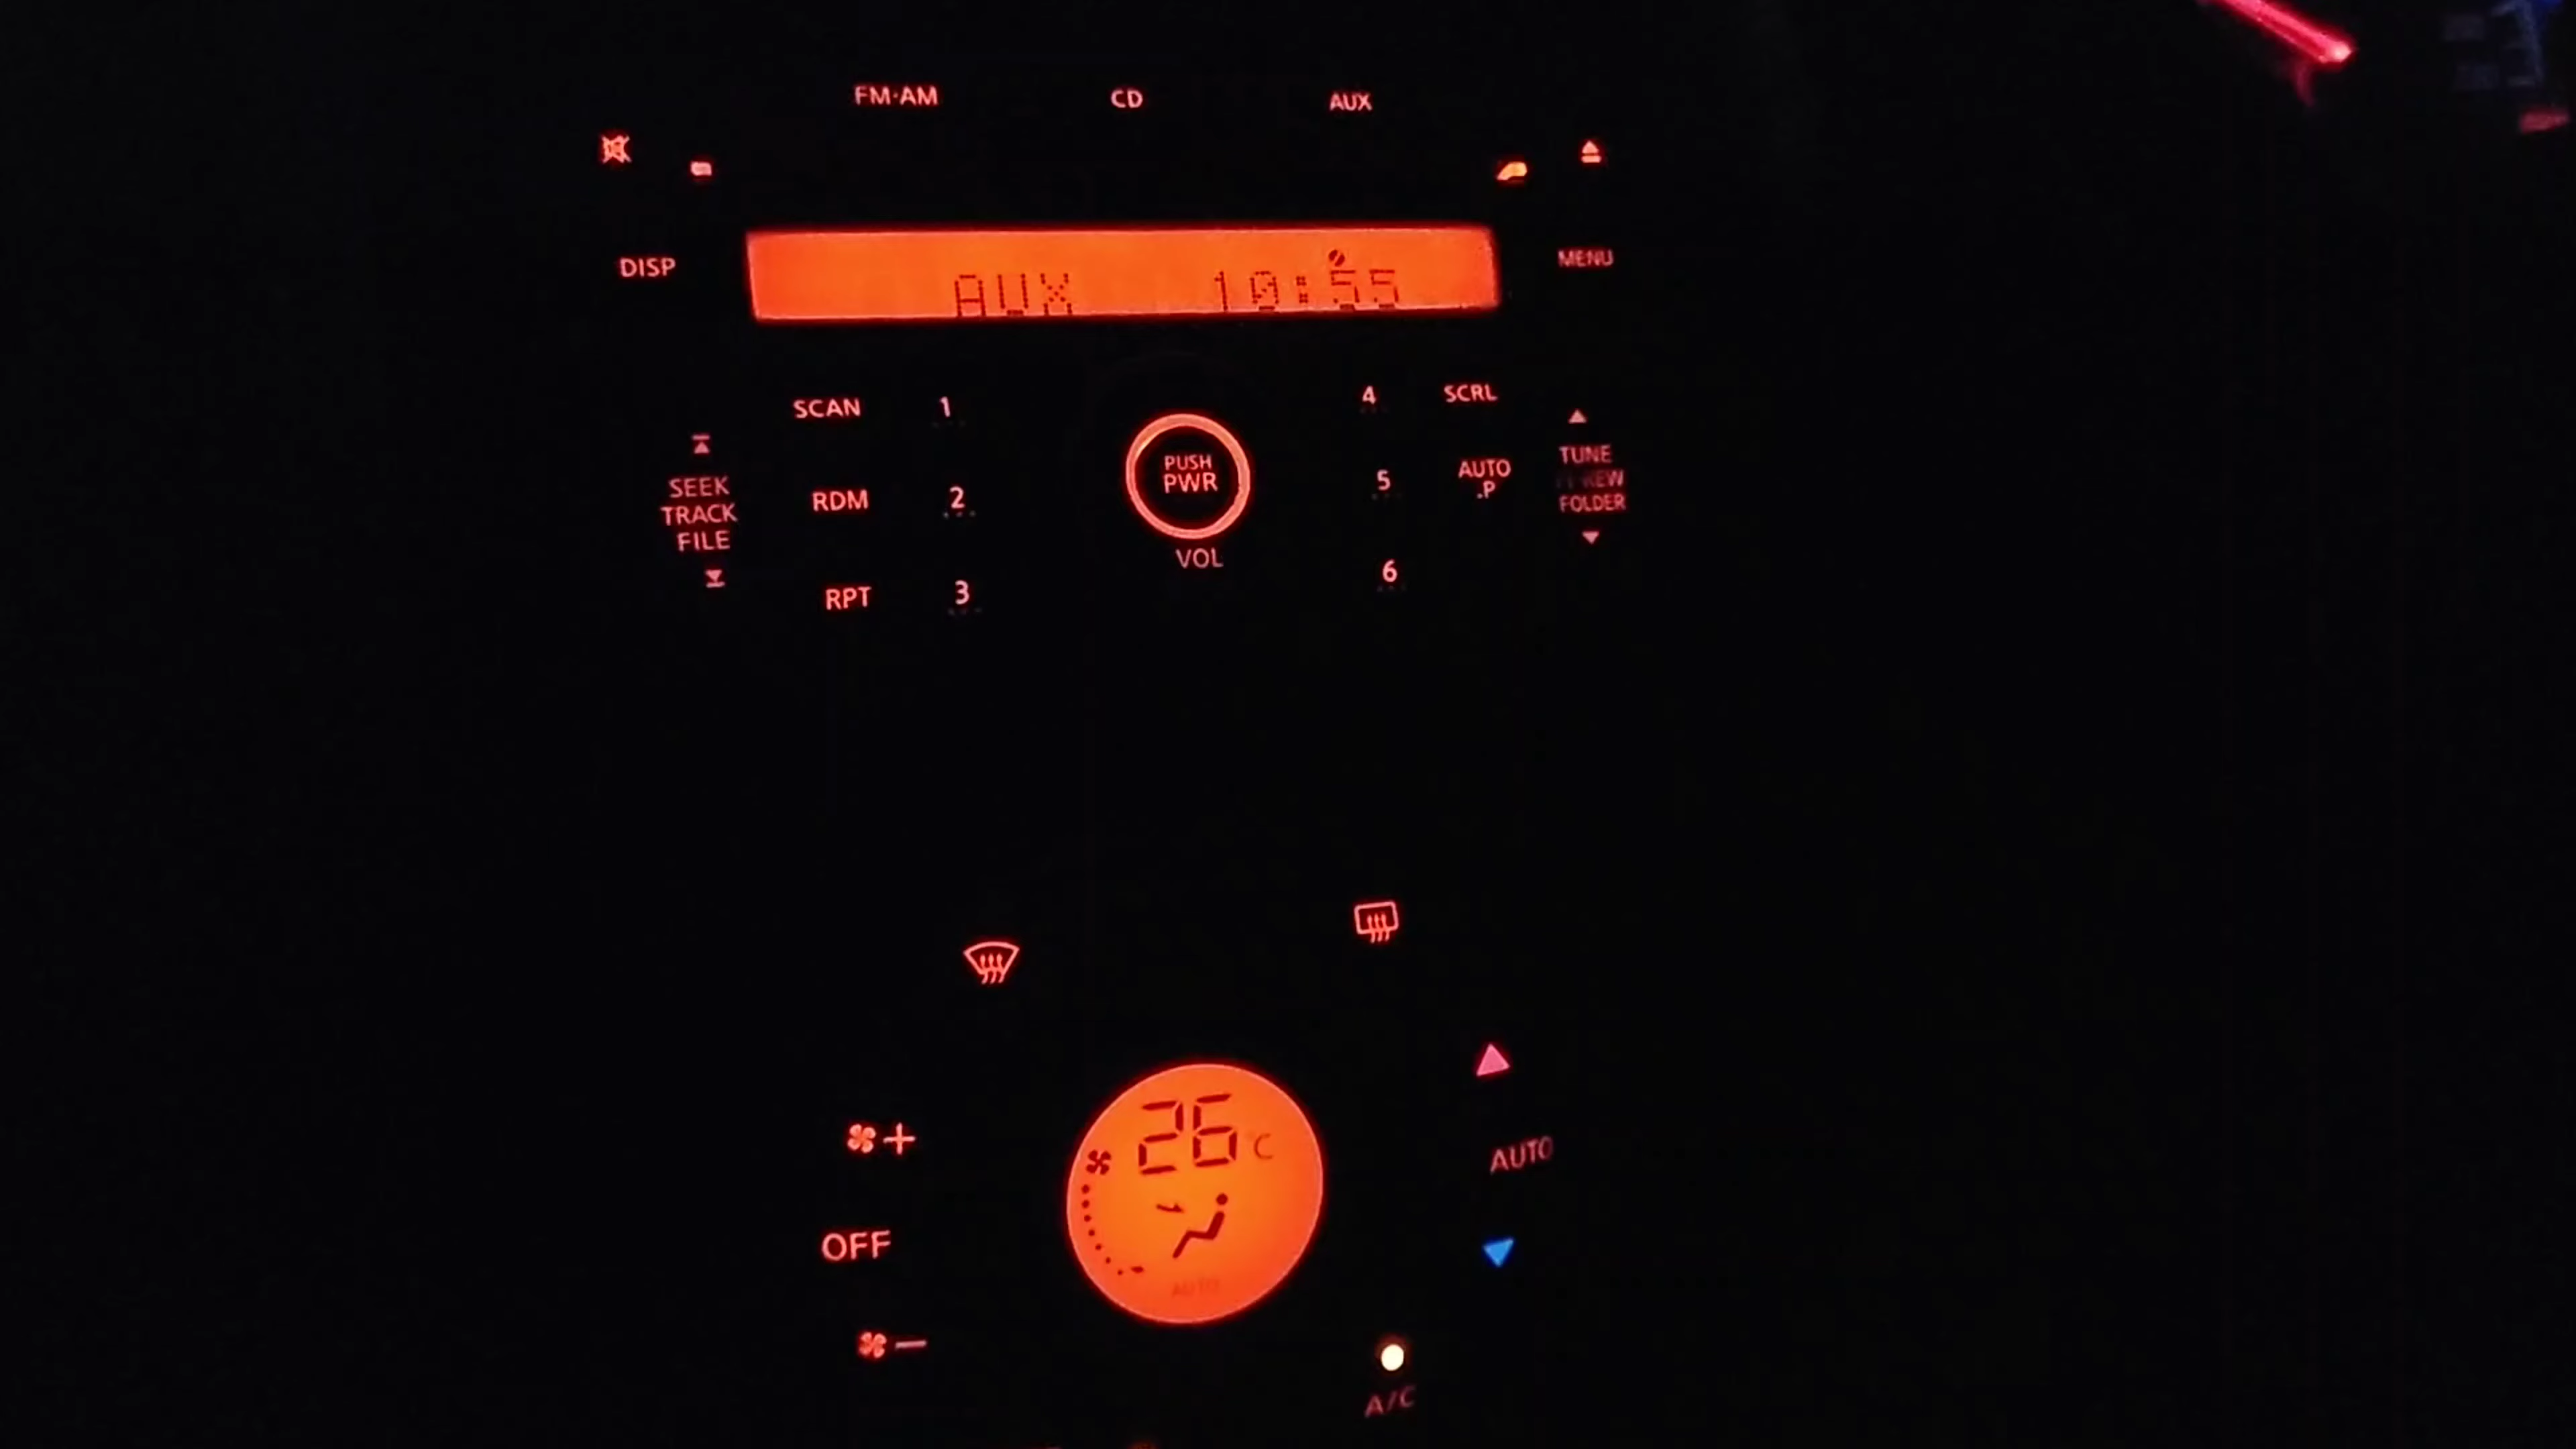 FM·AM CD AUX
DISP
AUX 10:55
MENU
SCAN 1
4 SCRL
SEEK
TRACK
FILE
RDM 2
RPT 3
PUSH
PWR
VOL
5 AUTO
.P
6
TUNE
FOLDER
26°C
AUTO
OFF
AUTO
A/C